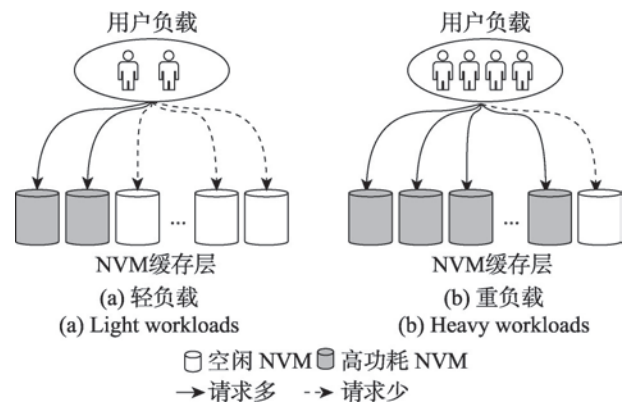 用户负载
用户负载
...
...
NVM缓存层
NVM缓存层
(a) 轻负载
(b) 重负载
(a) Light workloads
(b) Heavy workloads
空闲 NVM 高功耗 NVM
请求多 请求少